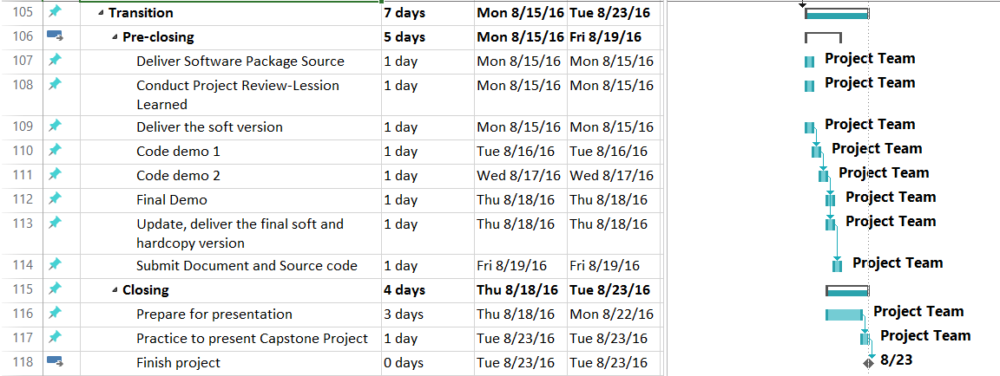 105 Transition 7 days Mon 8/15/16 Tue 8/23/16
106 Pre-closing 5 days Mon 8/15/16 Fri 8/19/16
107 Deliver Software Package Source 1 day Mon 8/15/16 Mon 8/15/16 Project Team
108 Conduct Project Review-Lession 1 day Mon 8/15/16 Mon 8/15/16 Project Team
Learned
109 Deliver the soft version 1 day Mon 8/15/16 Mon 8/15/16 Project Team
110 Code demo 1 1 day Tue 8/16/16 Tue 8/16/16 Project Team
111 Code demo 2 1 day Wed 8/17/16 Wed 8/17/16 Project Team
112 Final Demo 1 day Thu 8/18/16 Thu 8/18/16 Project Team
113 Update, deliver the final soft and 1 day Thu 8/18/16 Thu 8/18/16 Project Team
hardcopy version
114 Submit Document and Source code 1 day Fri 8/19/16 Fri 8/19/16 Project Team
115 Closing 4 days Thu 8/18/16 Tue 8/23/16
116 Prepare for presentation 3 days Thu 8/18/16 Mon 8/22/16 Project Team
117 Practice to present Capstone Project 1 day Tue 8/23/16 Tue 8/23/16 Project Team
118 Finish project 0 days Tue 8/23/16 Tue 8/23/16 8/23